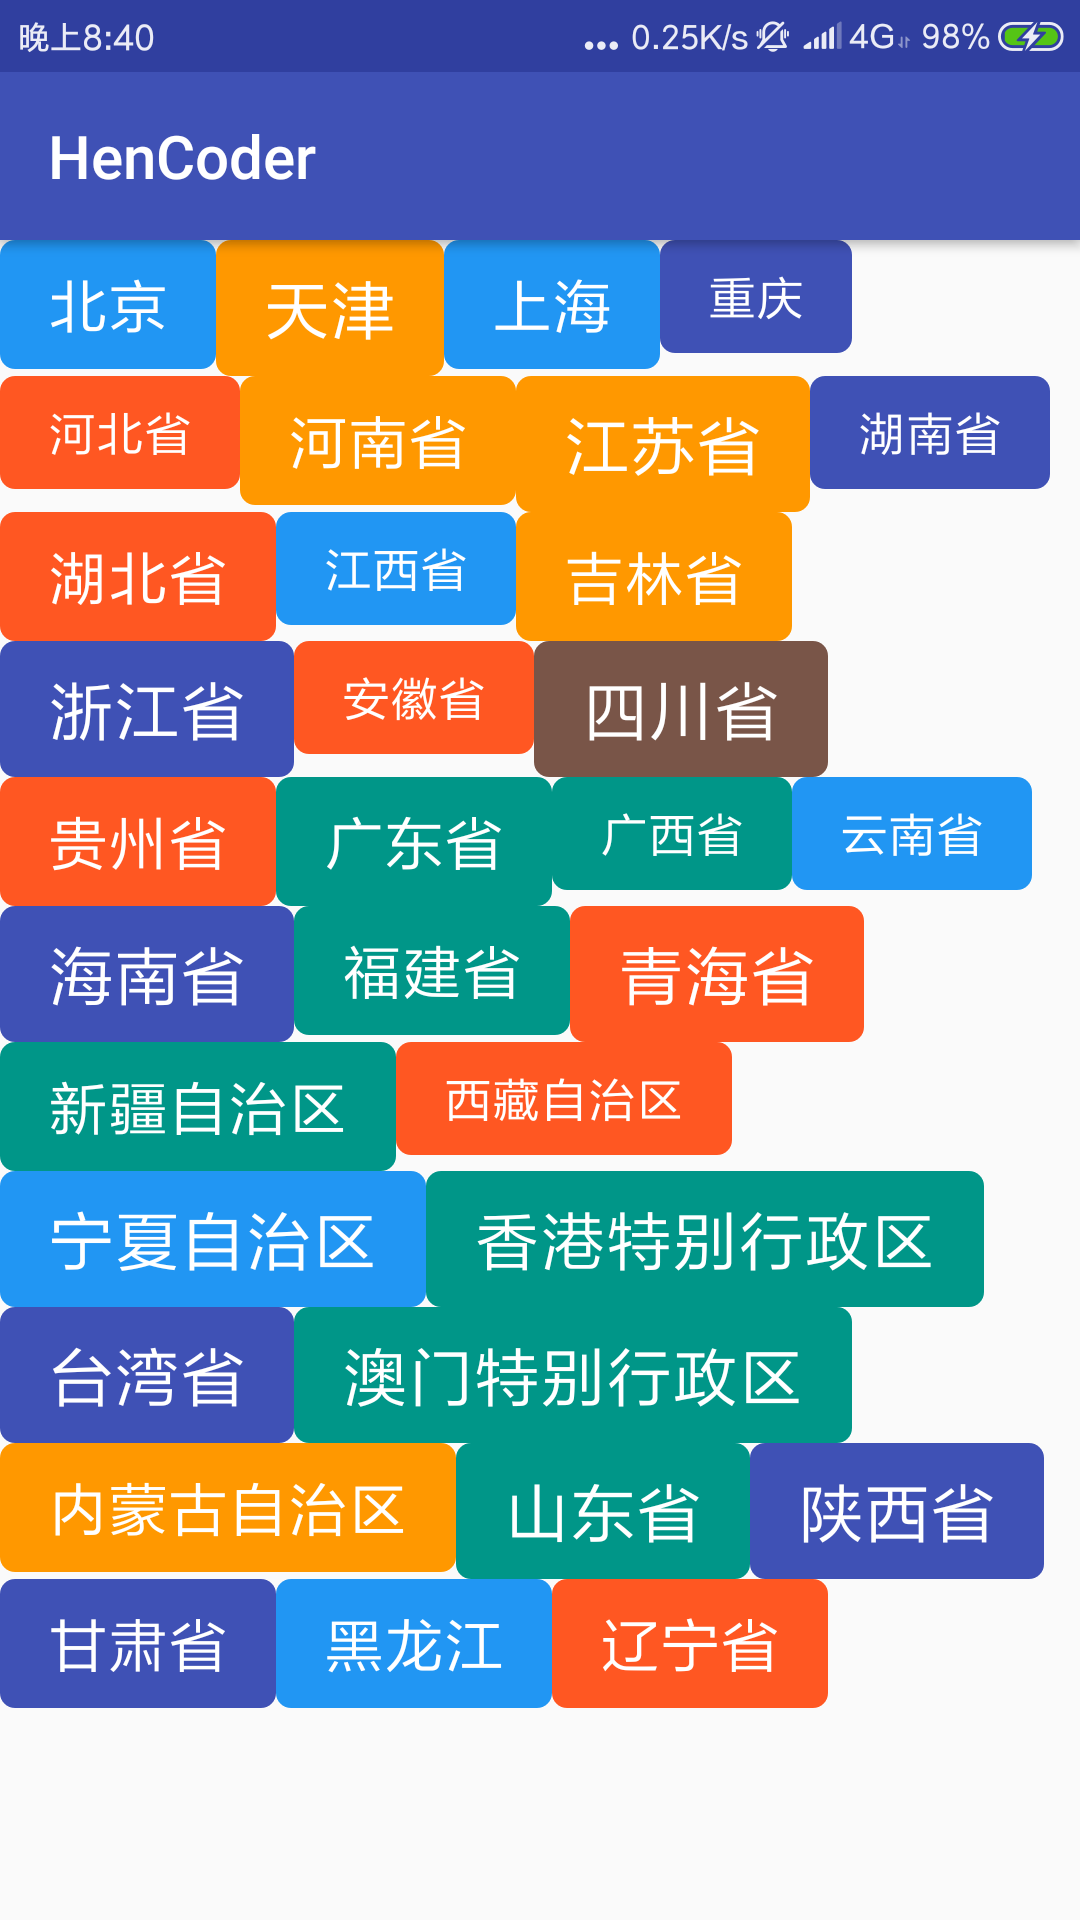 晚上8:40 ... 0.25K/s 4G 98%
HenCoder
北京 天津 上海 重庆
河北省 河南省 江苏省 湖南省
湖北省 江西省 吉林省
浙江省 安徽省 四川省
贵州省 广东省 广西省 云南省
海南省 福建省 青海省
新疆自治区 西藏自治区
宁夏自治区 香港特别行政区
台湾省 澳门特别行政区
内蒙古自治区 山东省 陕西省
甘肃省 黑龙江 辽宁省